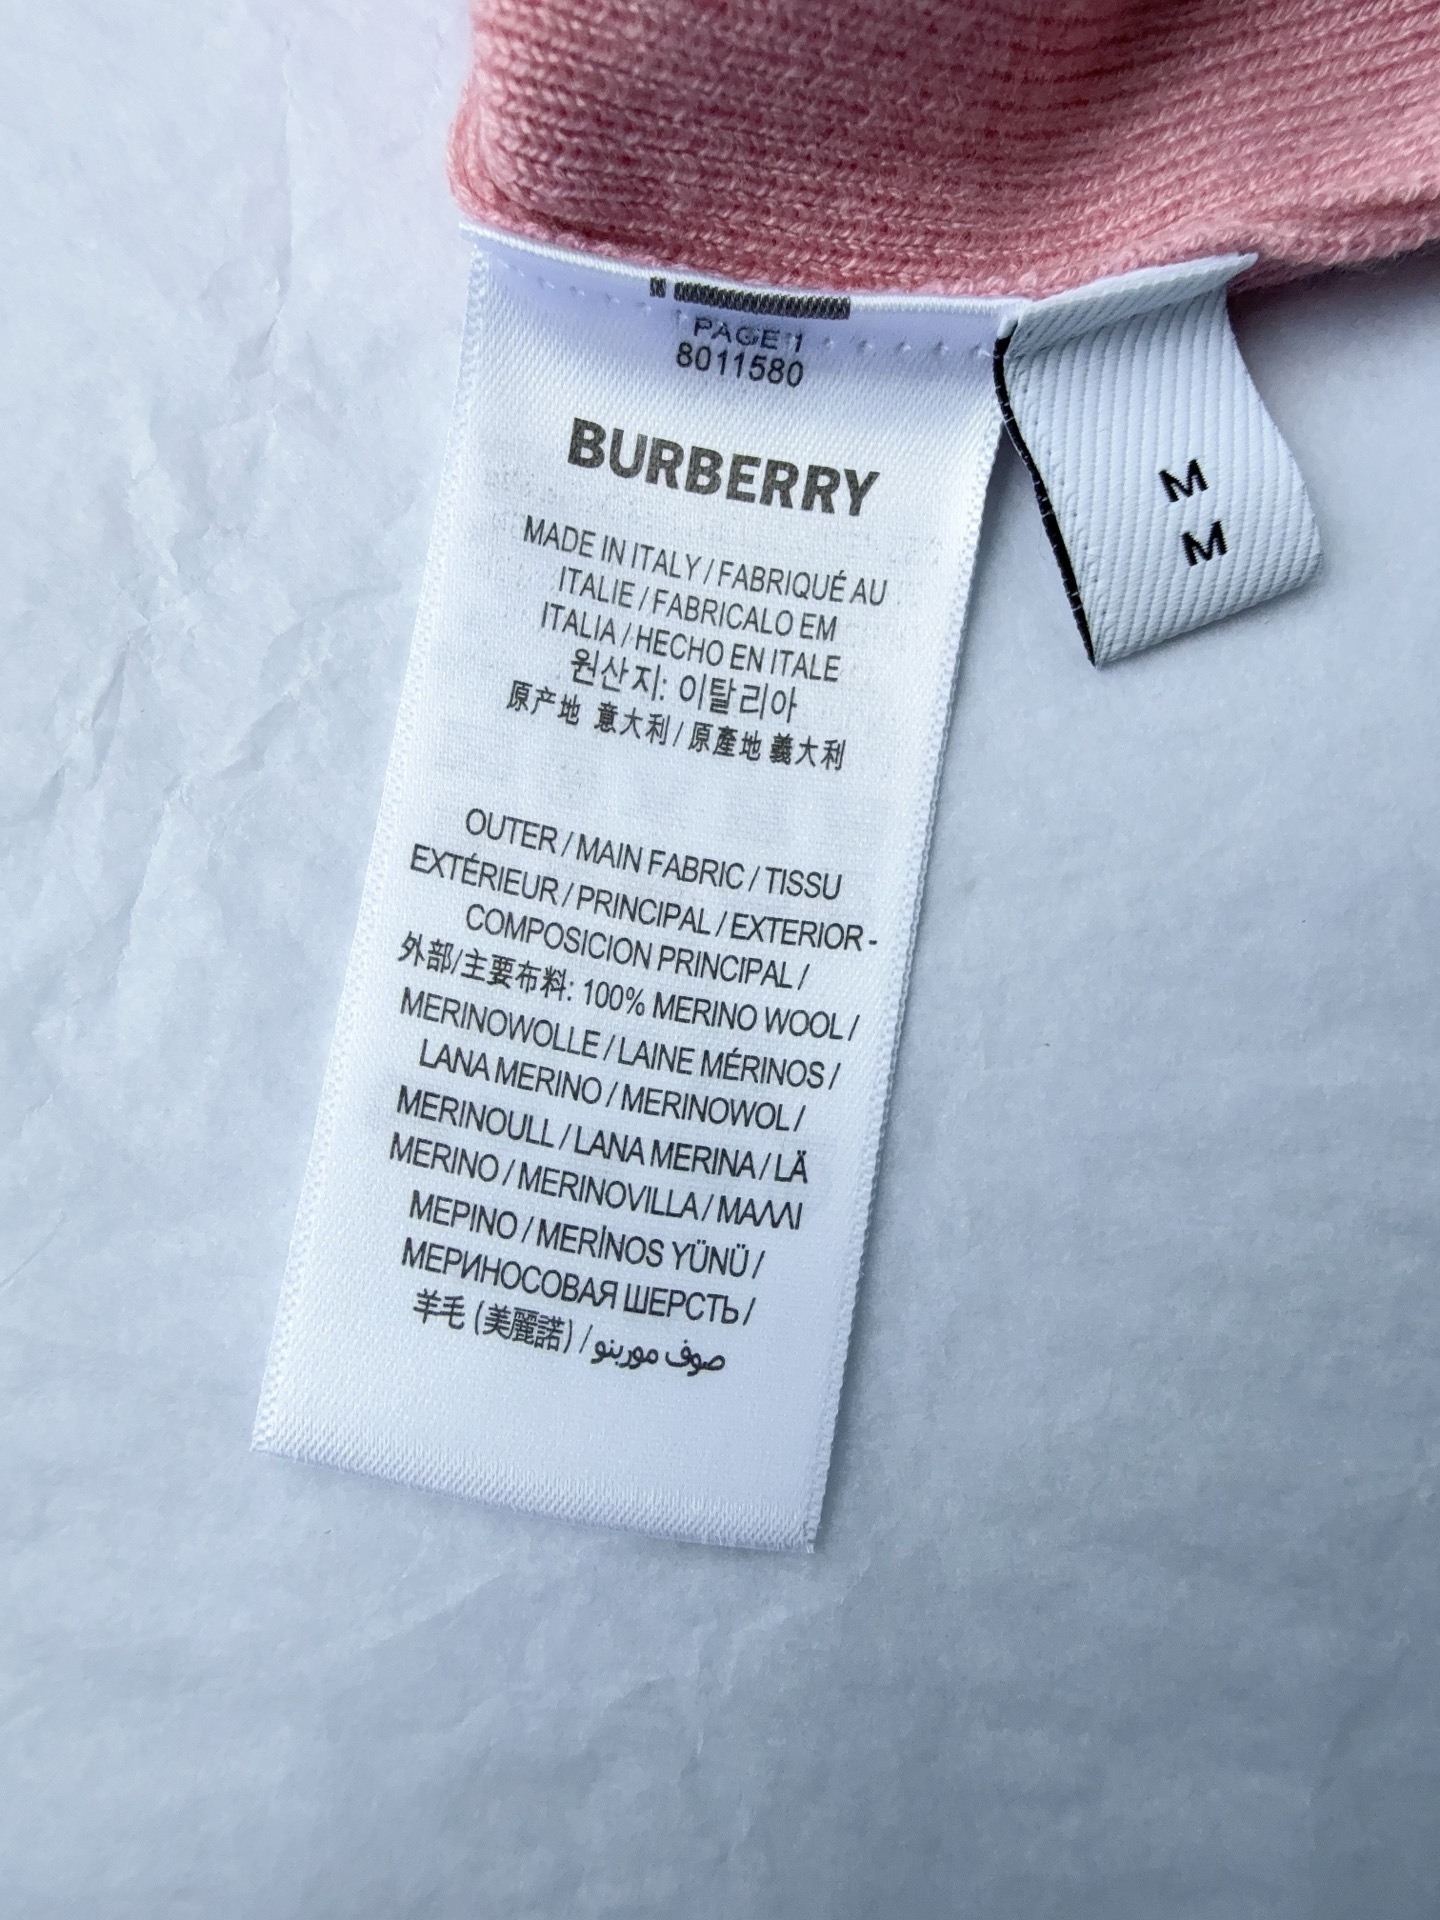 PAGE 1
8011580
BURBERRY
MADE IN ITALY / FABRIQUÉ AU
ITALIE / FABRICALO EM
ITALIA / HECHO EN ITALE
원산지: 이탈리아
原产地 意大利 / 原產地 義大利
OUTER / MAIN FABRIC / TISSU
EXTÉRIEUR / PRINCIPAL / EXTERIOR -
COMPOSICION PRINCIPAL /
外部/主要布料: 100% MERINO WOOL /
MERINOWOLLE / LAINE MÉRINOS /
LANA MERINO / MERINOWOL /
MERINOULL / LANA MERINA / LÃ
MERINO / MERINOVILLA / ΜΑΛΛΙ
ΜΕΡΙΝΟ / MERİNOS YÜNÜ /
МЕРИНОСОВАЯ ШЕРСТЬ /
羊毛 (美麗諾) / صوف مورينو
M
M